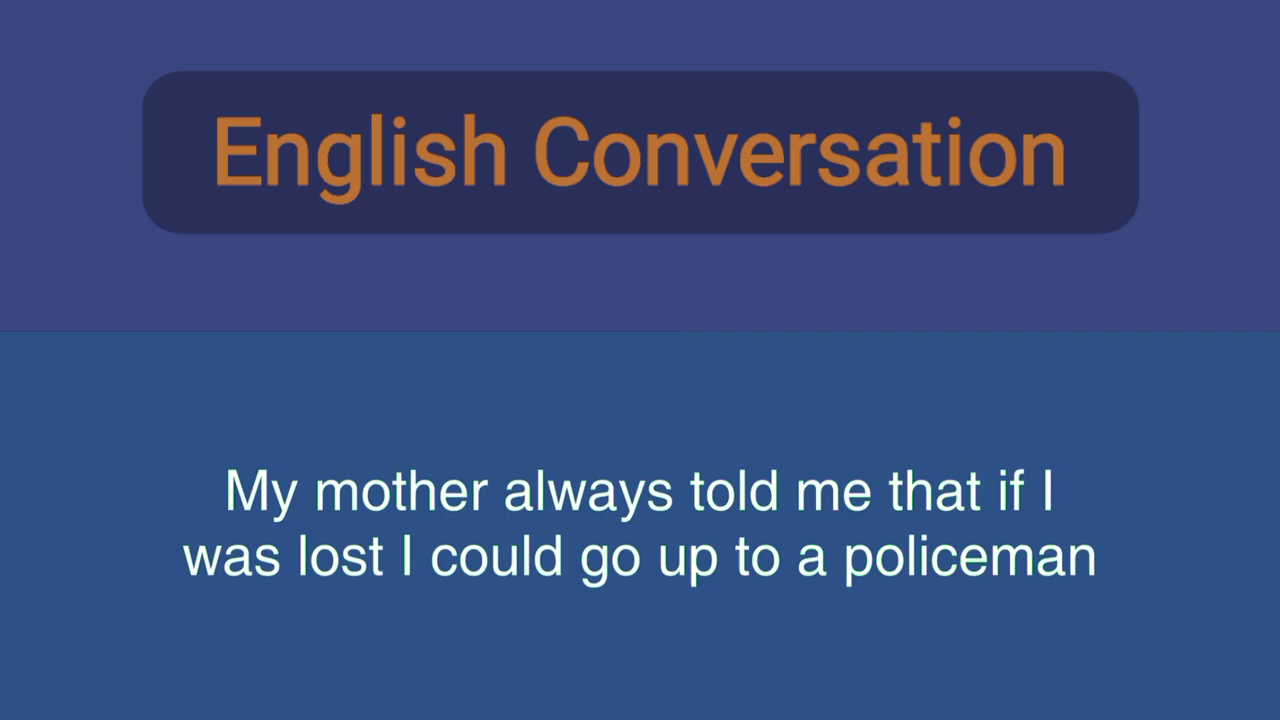 English Conversation
My mother always told me that if I
was lost I could go up to a policeman